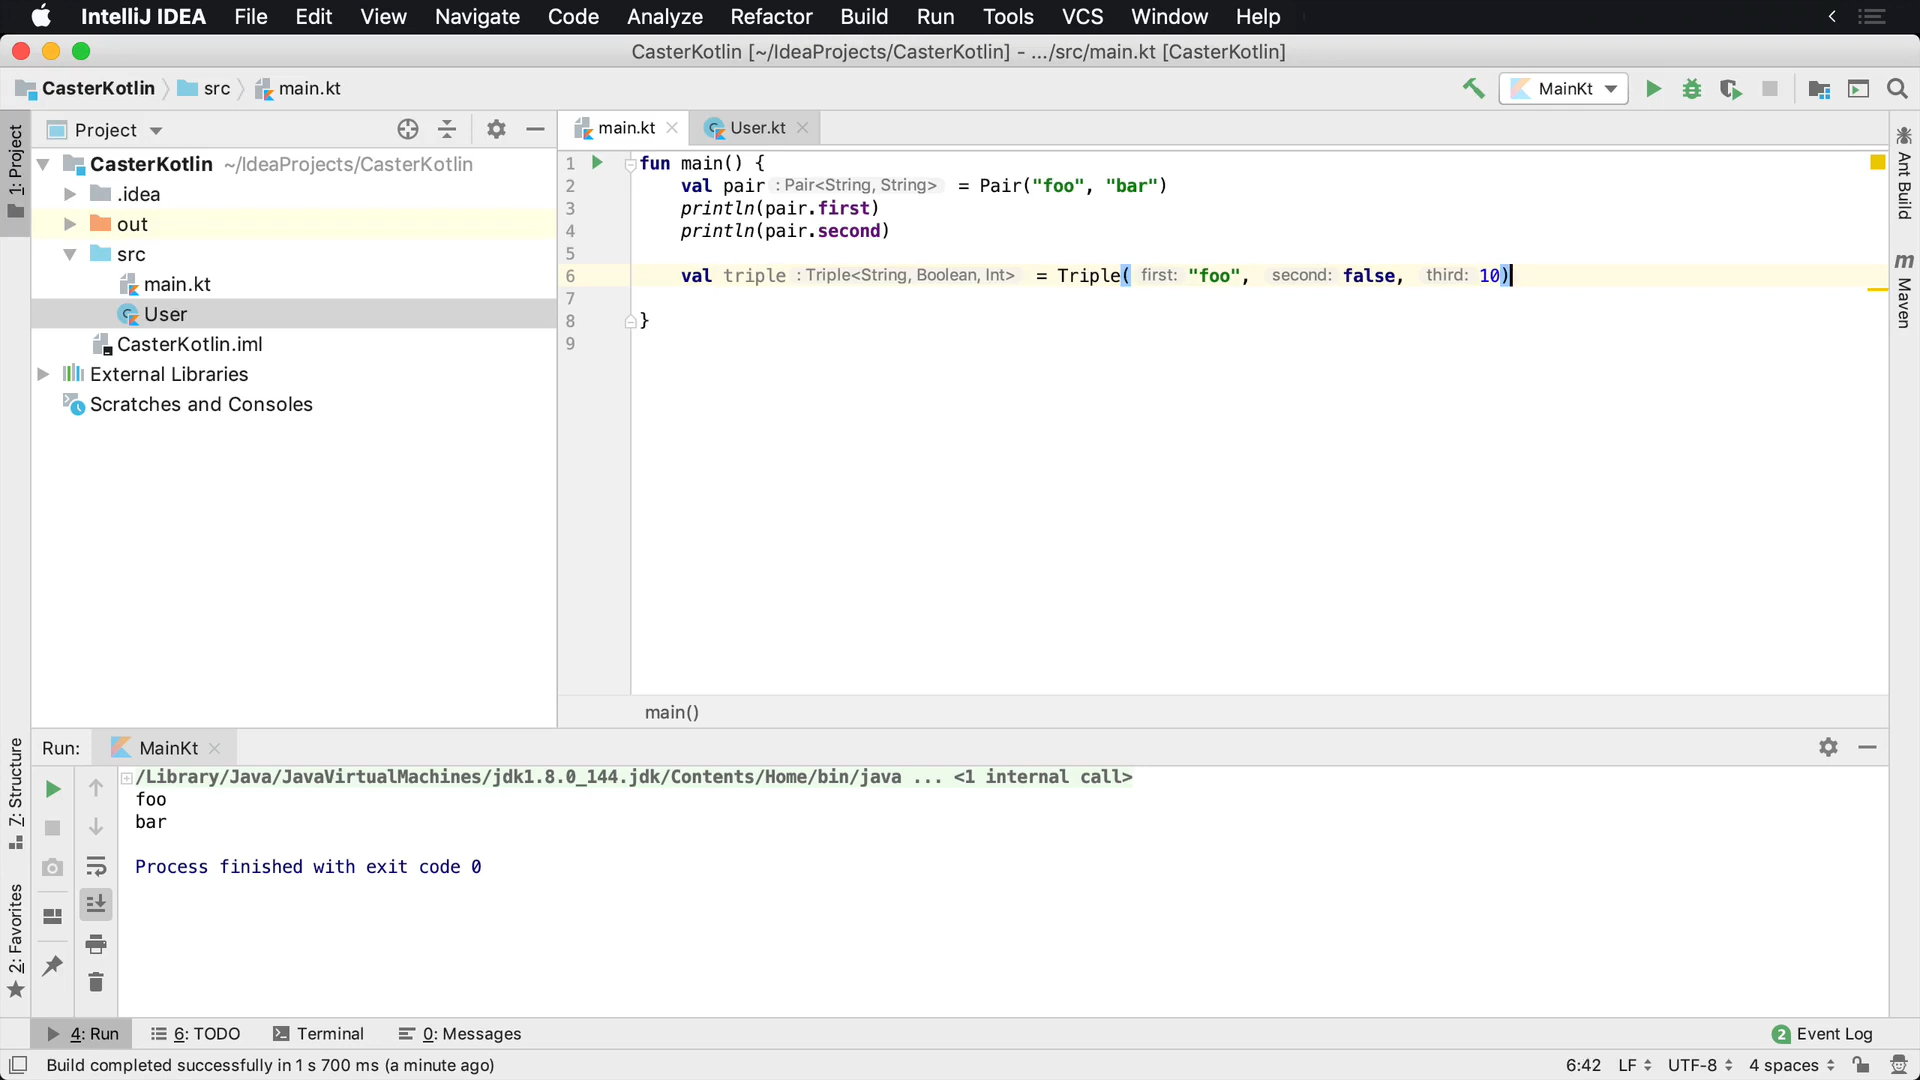 IntelliJ IDEA File Edit View Navigate Code Analyze Refactor Build Run Tools VCS Window Help
CasterKotlin [~/IdeaProjects/CasterKotlin] - .../src/main.kt [CasterKotlin]
CasterKotlin src main.kt MainKt
1: Project
Project
CasterKotlin ~/IdeaProjects/CasterKotlin
.idea
out
src
main.kt
User
CasterKotlin.iml
External Libraries
Scratches and Consoles
main.kt User.kt
1 fun main() {
2 val pair : Pair<String, String> = Pair("foo", "bar")
3 println(pair.first)
4 println(pair.second)
5
6 val triple : Triple<String, Boolean, Int> = Triple( first: "foo", second: false, third: 10)
7
8 }
9
main()
Ant Build
m Maven
Run: MainKt
/Library/Java/JavaVirtualMachines/jdk1.8.0_144.jdk/Contents/Home/bin/java ... <1 internal call>
foo
bar
Process finished with exit code 0
Z: Structure
2: Favorites
4: Run 6: TODO Terminal 0: Messages 2 Event Log
Build completed successfully in 1 s 700 ms (a minute ago) 6:42 LF UTF-8 4 spaces